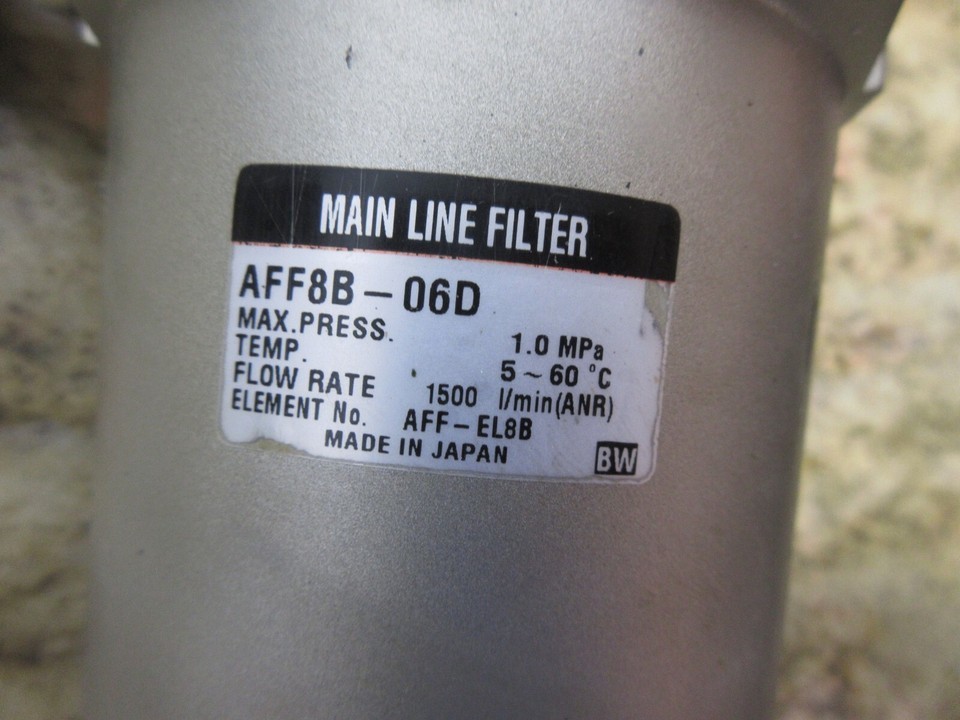 MAIN LINE FILTER
AFF8B-06D
MAX.PRESS. 1.0 MPa
TEMP. 5~60 °C
FLOW RATE 1500 l/min(ANR)
ELEMENT No. AFF-EL8B
MADE IN JAPAN BW